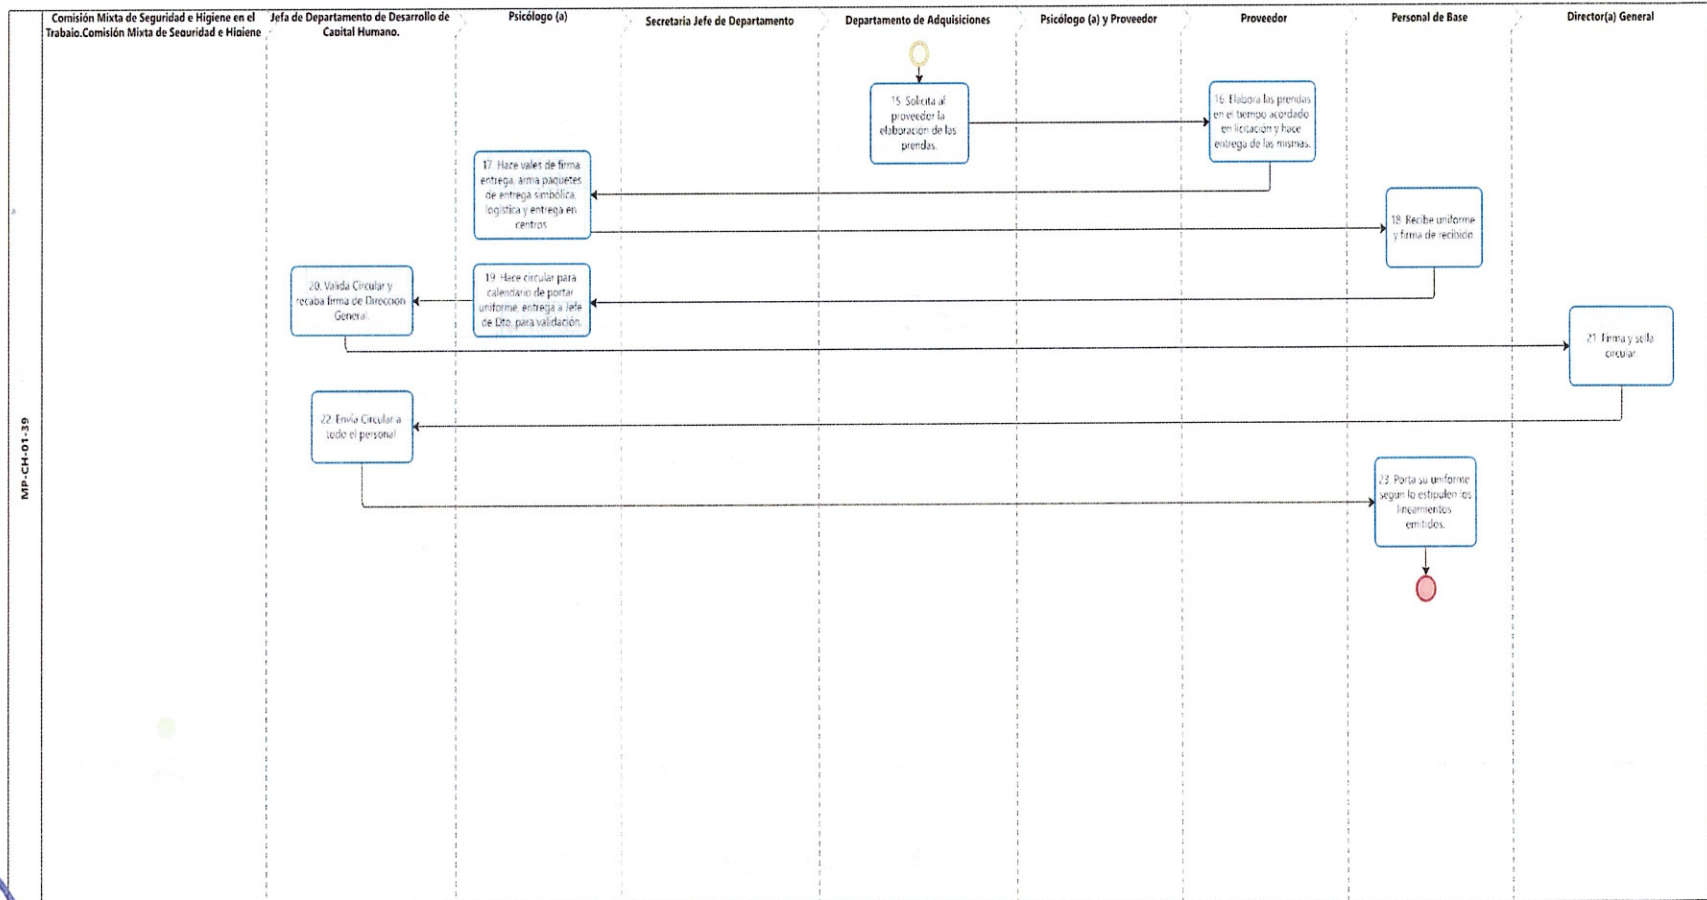 Comisión Mixta de Seguridad e Higiene en el
Trabajo.Comisión Mixta de Seguridad e Higiene
Jefa de Departamento de Desarrollo de
Capital Humano.
Psicólogo (a)
Secretaria Jefe de Departamento
Departamento de Adquisiciones
Psicólogo (a) y Proveedor
Proveedor
Personal de Base
Director(a) General
MP-CH-01-39
15. Solicita al
proveedor la
elaboración de las
prendas.
16. Elabora las prendas
en el tiempo acordado
en licitación y hace
entrega de las mismas.
17. Hace vales de firma
entrega, arma paquetes
de entrega simbólica,
logística y entrega en
centros
18. Recibe uniforme
y firma de recibido
19. Hace circular para
calendario de portar
uniforme, entrega a Jefe
de Dto. para validación.
20. Valida Circular y
recaba firma de Dirección
General.
21. Firma y sella
circular
22. Envía Circular a
todo el personal
23. Porta su uniforme
según lo estipulen los
lineamientos
emitidos.